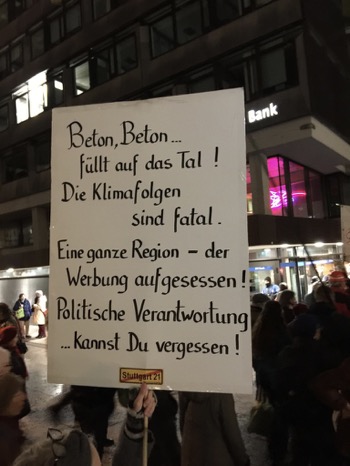 Bank
Beton, Beton...
füllt auf das Tal !
Die Klimafolgen
sind fatal.
Eine ganze Region – der
Werbung aufgesessen!
Politische Verantwortung
...kannst Du vergessen !
Stuttgart 21